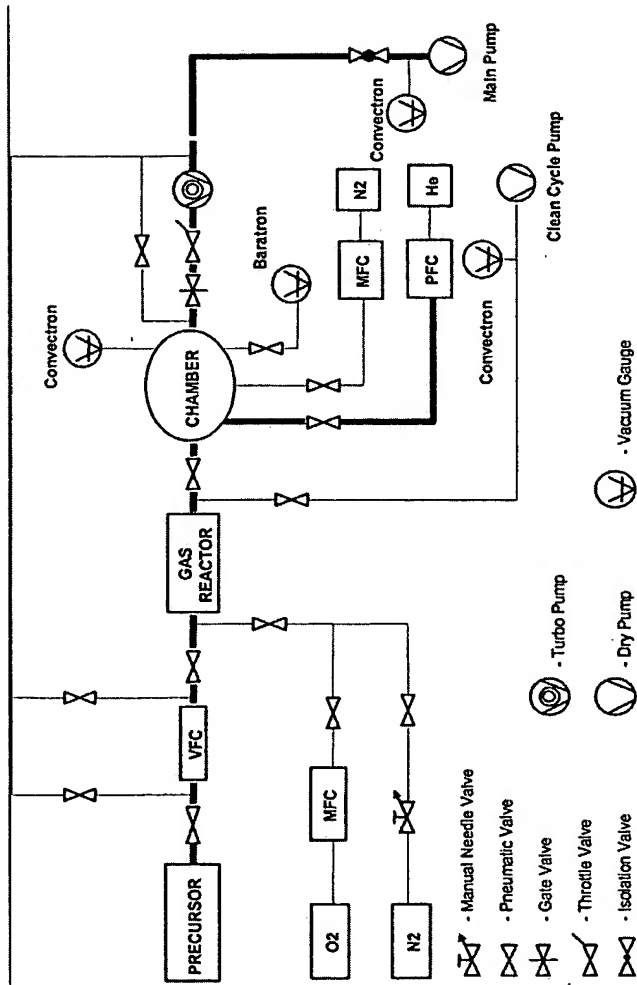 PRECURSOR
VFC
GAS
REACTOR
CHAMBER
Convectron
Baratron
MFC
N2
PFC
He
Convectron
Main Pump
Convectron
Clean Cycle Pump
O2
MFC
N2
- Manual Needle Valve
- Pneumatic Valve
- Gate Valve
- Throttle Valve
- Isolation Valve
- Turbo Pump
- Dry Pump
- Vacuum Gauge